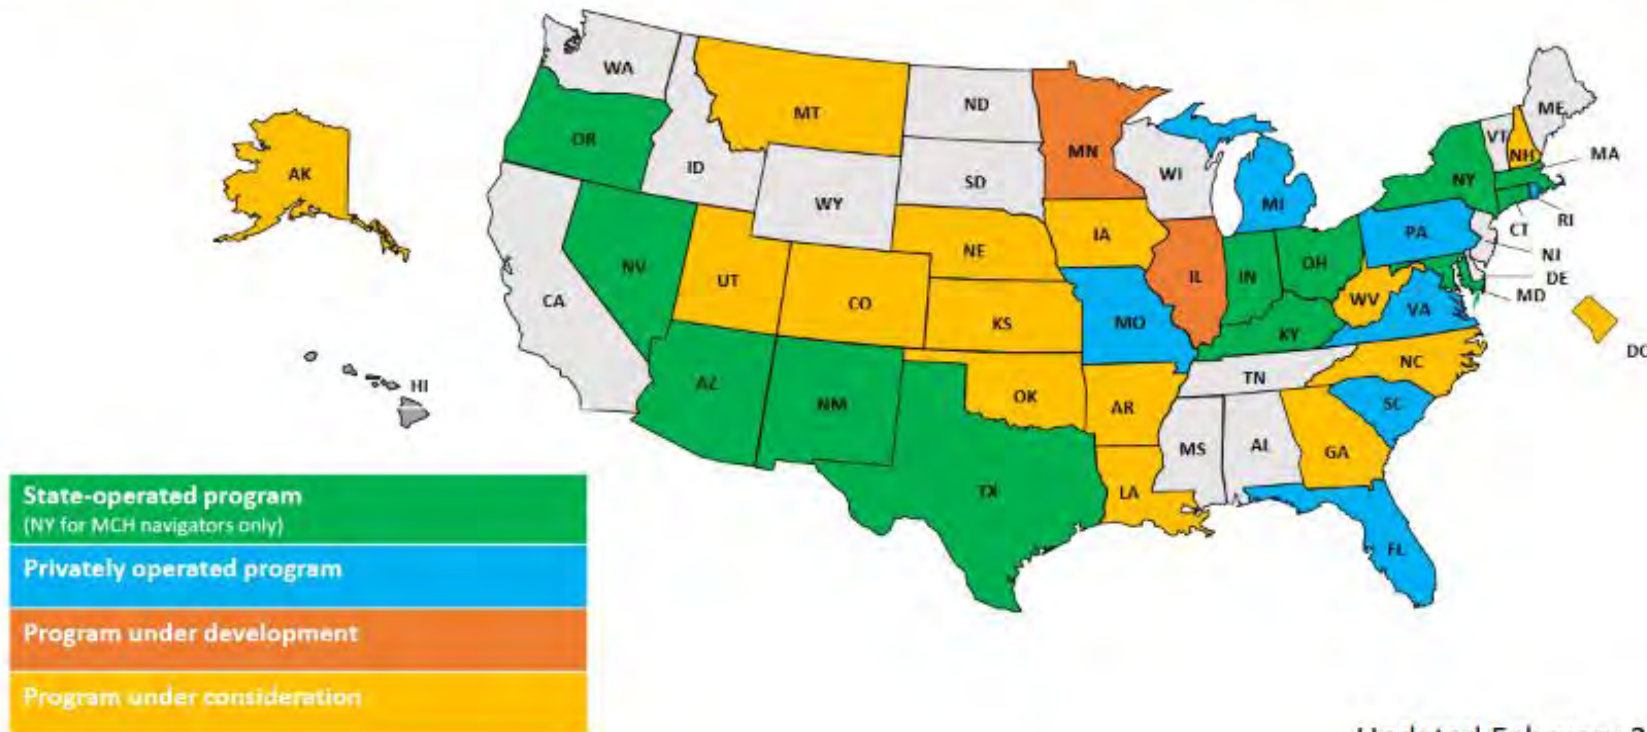 WA
MT
ND
MN
ME
VT
NH
MA
OR
ID
SD
WI
NY
AK
WY
MI
RI
CT
PA
IA
NE
NJ
NV
UT
IL
IN
OH
DE
CA
CO
WV
MD
KS
MO
VA
KY
DC
HI
NC
TN
AZ
NM
OK
AR
SC
MS
AL
GA
LA
TX
FL
State-operated program
(NY for MCH navigators only)
Privately operated program
Program under development
Program under consideration